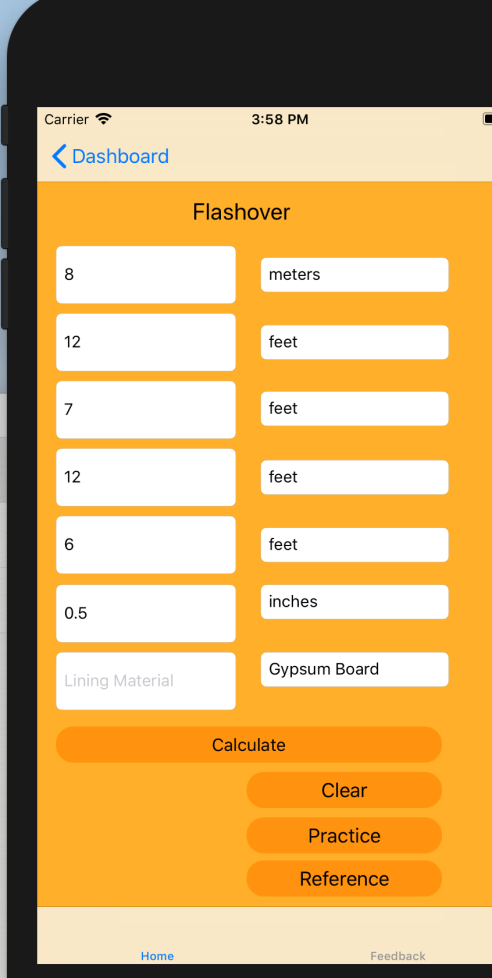 Carrier 3:58 PM
Dashboard
Flashover
8 meters
12 feet
7 feet
12 feet
6 feet
0.5 inches
Lining Material Gypsum Board
Calculate
Clear
Practice
Reference
Home Feedback